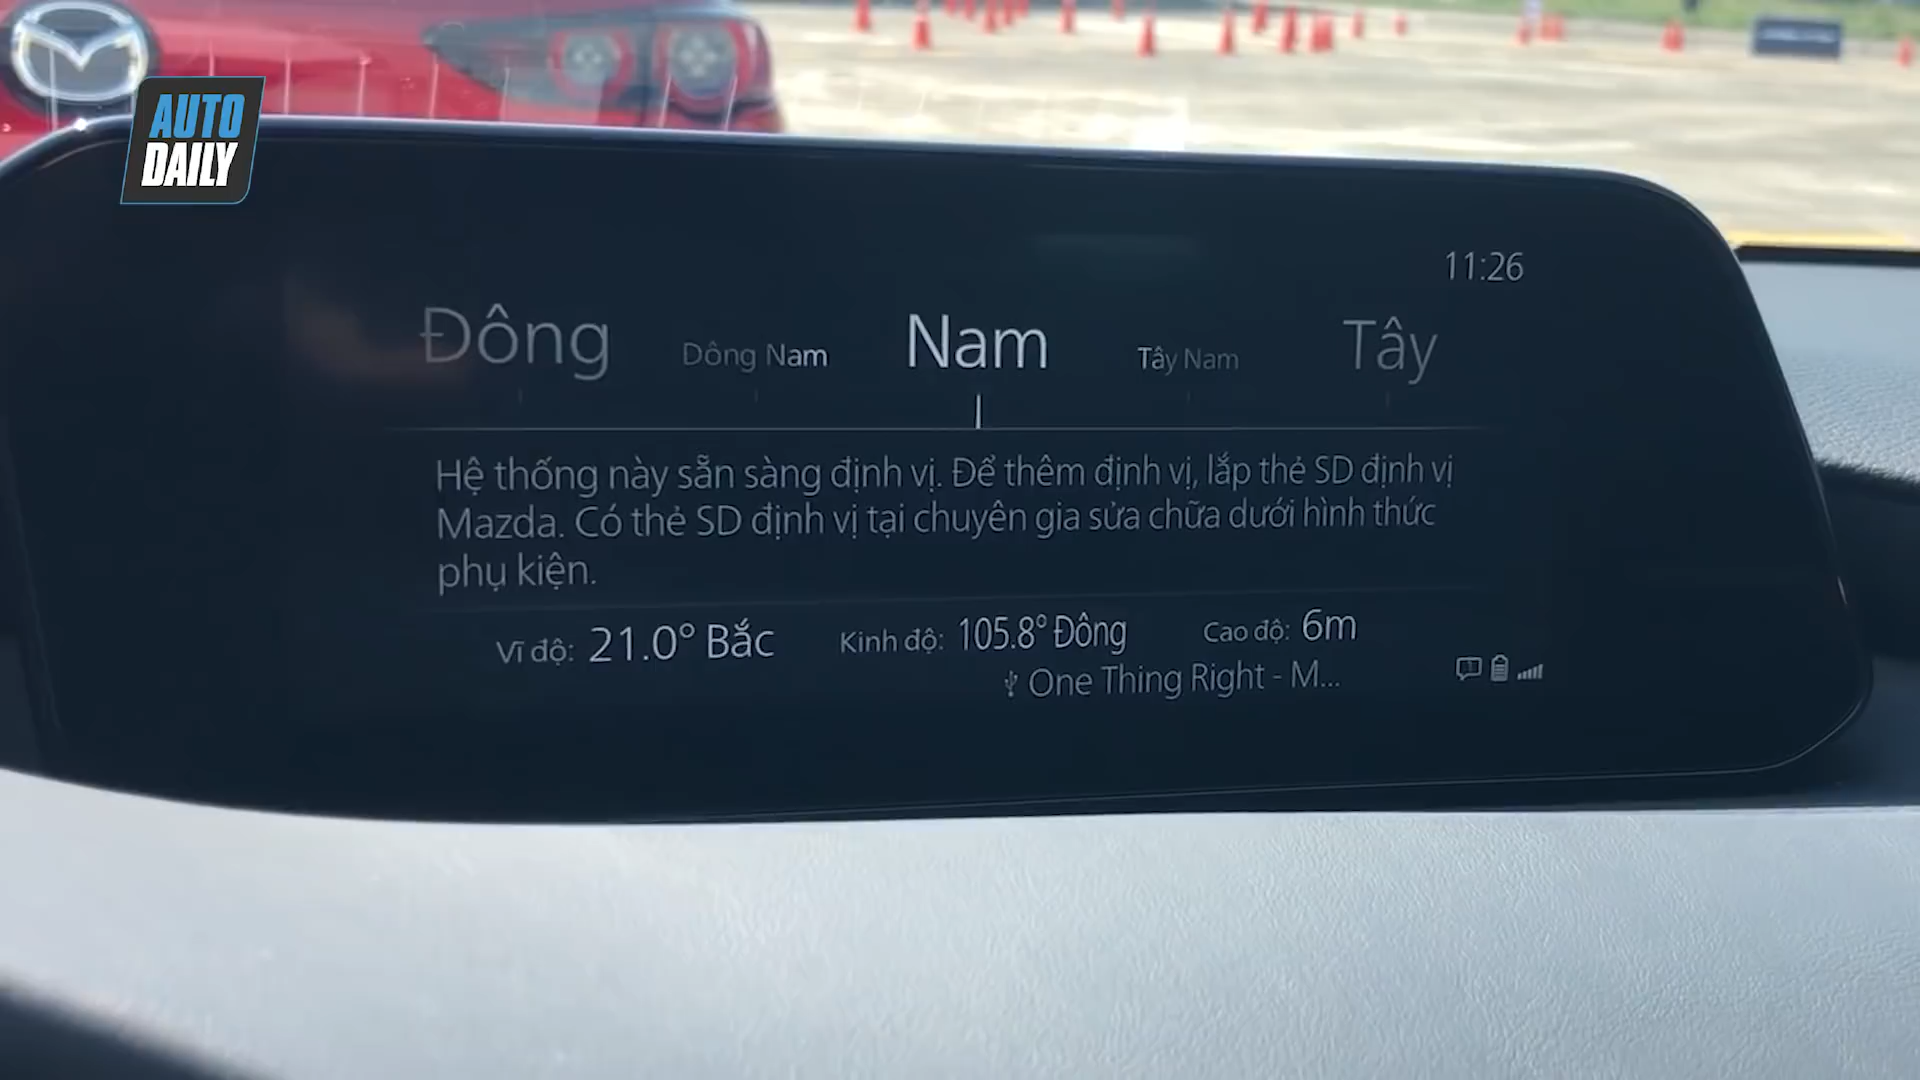 AUTO
DAILY
11:26
Đông Đông Nam Nam Tây Nam Tây
Hệ thống này sẵn sàng định vị. Để thêm định vị, lắp thẻ SD định vị
Mazda. Có thẻ SD định vị tại chuyên gia sửa chữa dưới hình thức
phụ kiện.
Vĩ độ: 21.0° Bắc Kinh độ: 105.8° Đông Cao độ: 6m
One Thing Right - M...